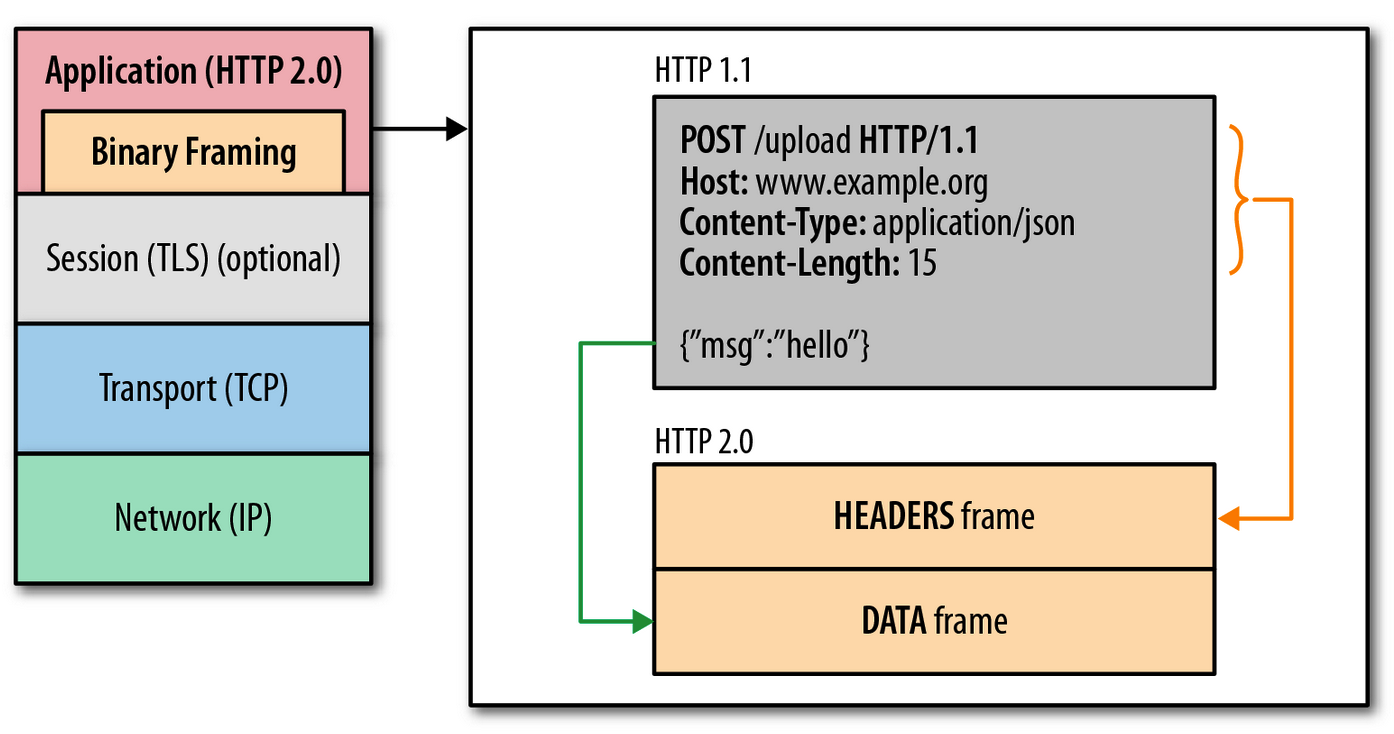 Application (HTTP 2.0)
Binary Framing
Session (TLS) (optional)
Transport (TCP)
Network (IP)
HTTP 1.1
POST /upload HTTP/1.1
Host: www.example.org
Content-Type: application/json
Content-Length: 15
{”msg”:”hello”}
HTTP 2.0
HEADERS frame
DATA frame